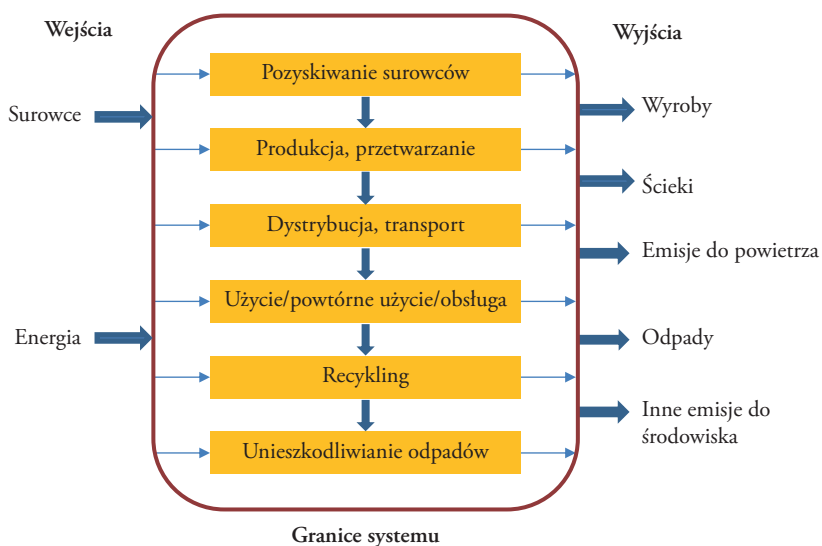 Wejścia
Wyjścia
Surowce
Energia
Pozyskiwanie surowców
Produkcja, przetwarzanie
Dystrybucja, transport
Użycie/powtórne użycie/obsługa
Recykling
Unieszkodliwianie odpadów
Wyroby
Ścieki
Emisje do powietrza
Odpady
Inne emisje do
środowiska
Granice systemu